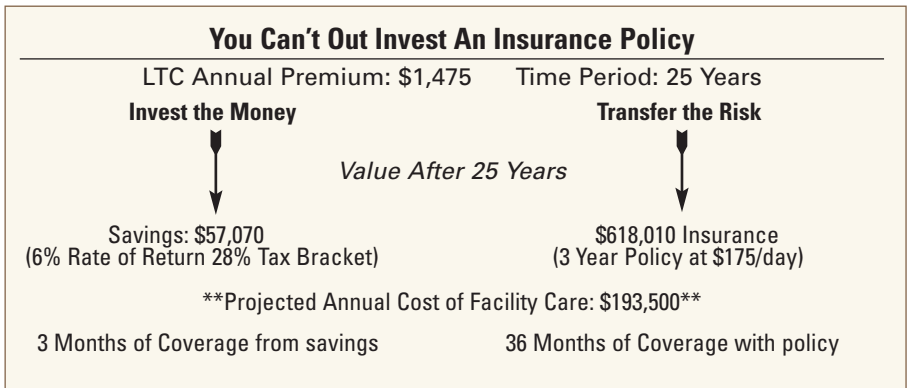 You Can't Out Invest An Insurance Policy
LTC Annual Premium: $1,475 Time Period: 25 Years
Invest the Money Transfer the Risk
Value After 25 Years
Savings: $57,070 $618,010 Insurance
(6% Rate of Return 28% Tax Bracket) (3 Year Policy at $175/day)
**Projected Annual Cost of Facility Care: $193,500**
3 Months of Coverage from savings 36 Months of Coverage with policy